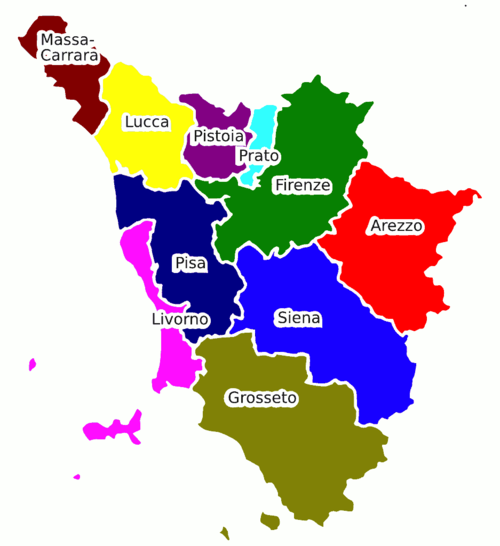 Massa-
Carrara
Lucca
Pistoia
Prato
Firenze
Arezzo
Pisa
Livorno
Siena
Grosseto